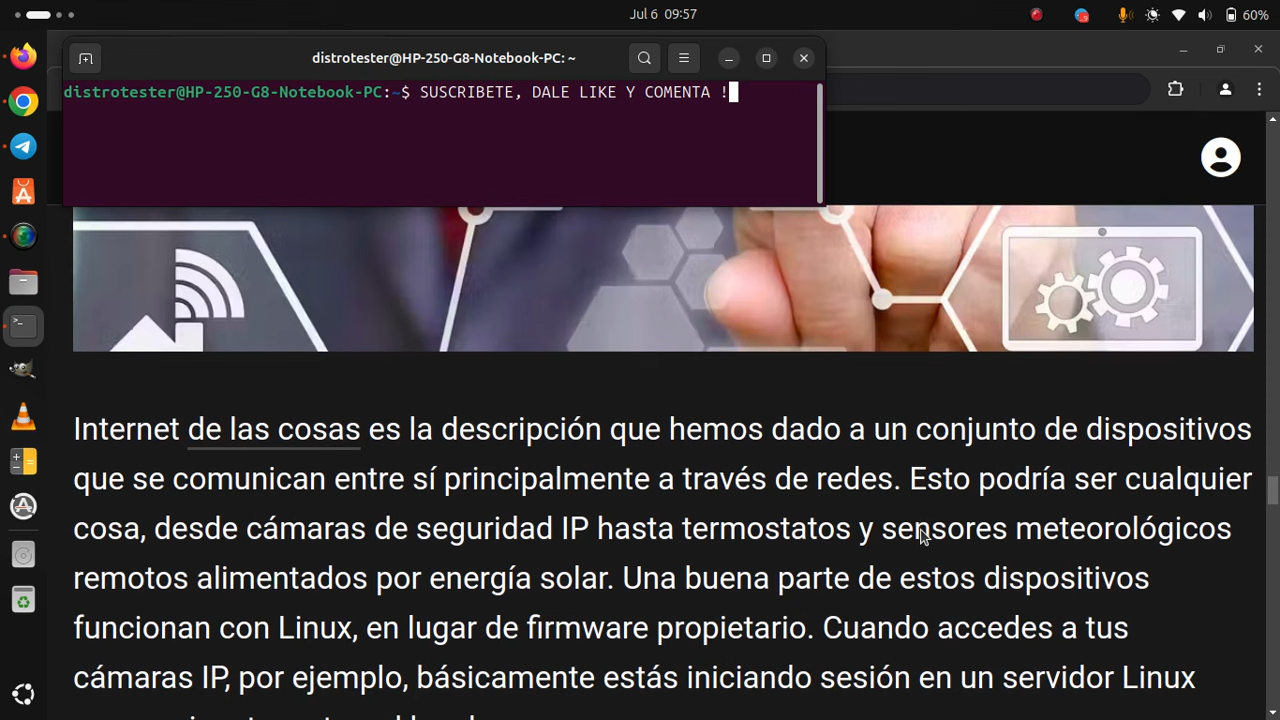 Jul 6 09:57
60%
distrotester@HP-250-G8-Notebook-PC: ~
distrotester@HP-250-G8-Notebook-PC:~$ SUSCRIBETE, DALE LIKE Y COMENTA !
Internet de las cosas es la descripción que hemos dado a un conjunto de dispositivos
que se comunican entre sí principalmente a través de redes. Esto podría ser cualquier
cosa, desde cámaras de seguridad IP hasta termostatos y sensores meteorológicos
remotos alimentados por energía solar. Una buena parte de estos dispositivos
funcionan con Linux, en lugar de firmware propietario. Cuando accedes a tus
cámaras IP, por ejemplo, básicamente estás iniciando sesión en un servidor Linux